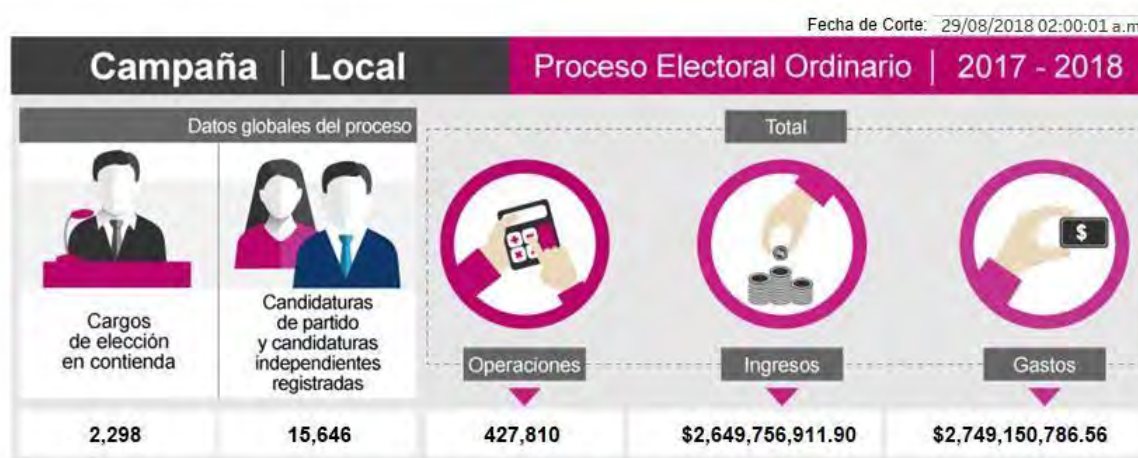 Fecha de Corte: 29/08/2018 02:00:01 a.m
Campaña | Local
Proceso Electoral Ordinario | 2017 - 2018
Datos globales del proceso
Total
$
Cargos
de elección
en contienda
Candidaturas
de partido
y candidaturas
independientes
registradas
Operaciones
Ingresos
Gastos
2,298
15,646
427,810
$2,649,756,911.90
$2,749,150,786.56